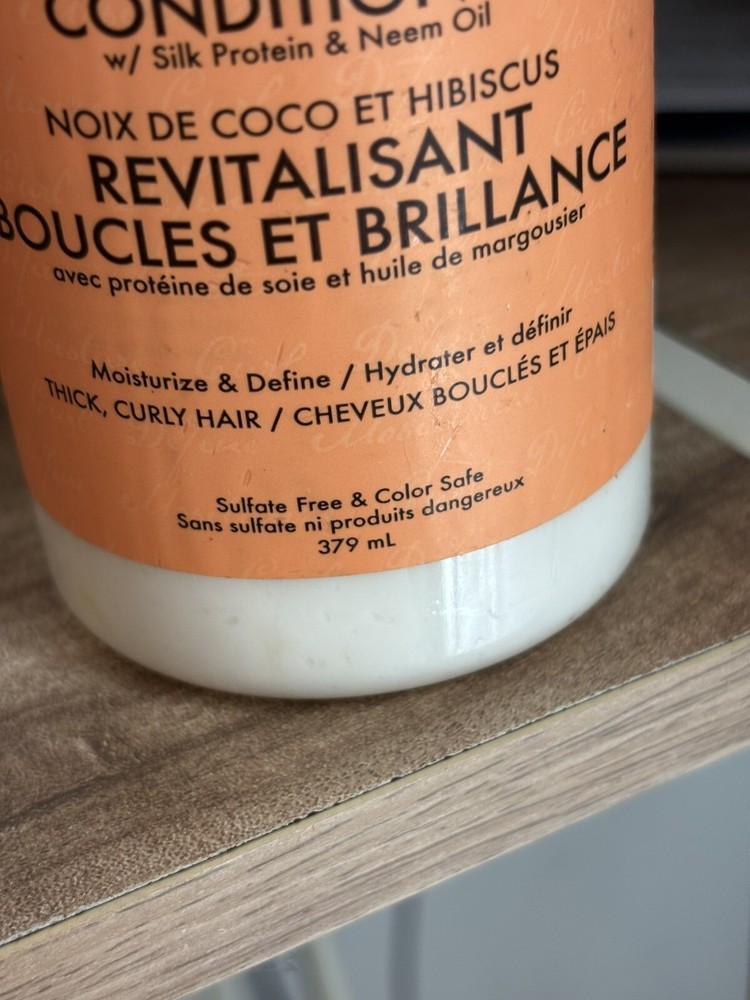 w/ Silk Protein & Neem Oil
NOIX DE COCO ET HIBISCUS
REVITALISANT
BOUCLES ET BRILLANCE
avec protéine de soie et huile de margousier
Moisturize & Define / Hydrater et définir
THICK, CURLY HAIR / CHEVEUX BOUCLÉS ET ÉPAIS
Sulfate Free & Color Safe
Sans sulfate ni produits dangereux
379 mL